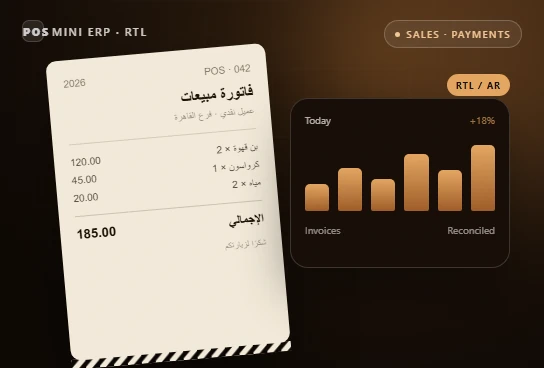 POS MINI ERP · RTL
SALES · PAYMENTS
RTL / AR
POS · 042
2026
فاتورة مبيعات
عميل نقدي · فرع القاهرة
بن قهوة × 2
120.00
كرواسون × 1
45.00
مياه × 2
20.00
الإجمالي
185.00
شكرًا لزيارتكم
Today
+18%
Invoices
Reconciled